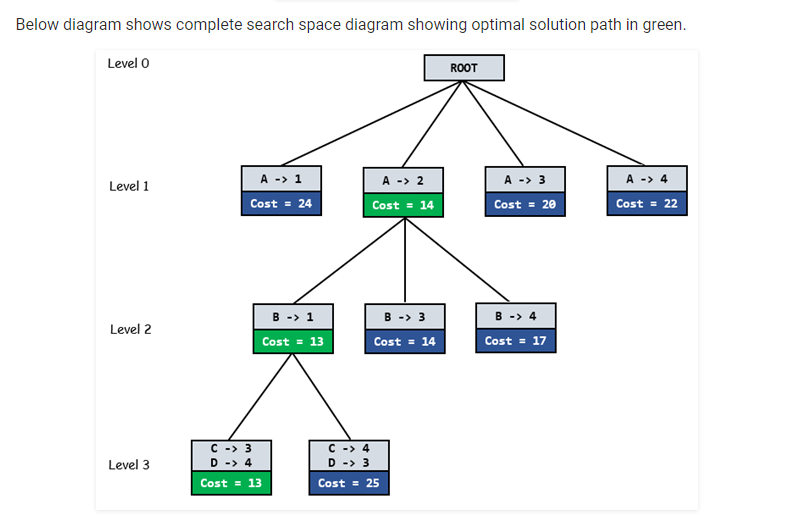 Below diagram shows complete search space diagram showing optimal solution path in green.
Level 0
ROOT
Level 1
A -> 1
Cost = 24
A -> 2
Cost = 14
A -> 3
Cost = 20
A -> 4
Cost = 22
Level 2
B -> 1
Cost = 13
B -> 3
Cost = 14
B -> 4
Cost = 17
Level 3
C -> 3
D -> 4
Cost = 13
C -> 4
D -> 3
Cost = 25